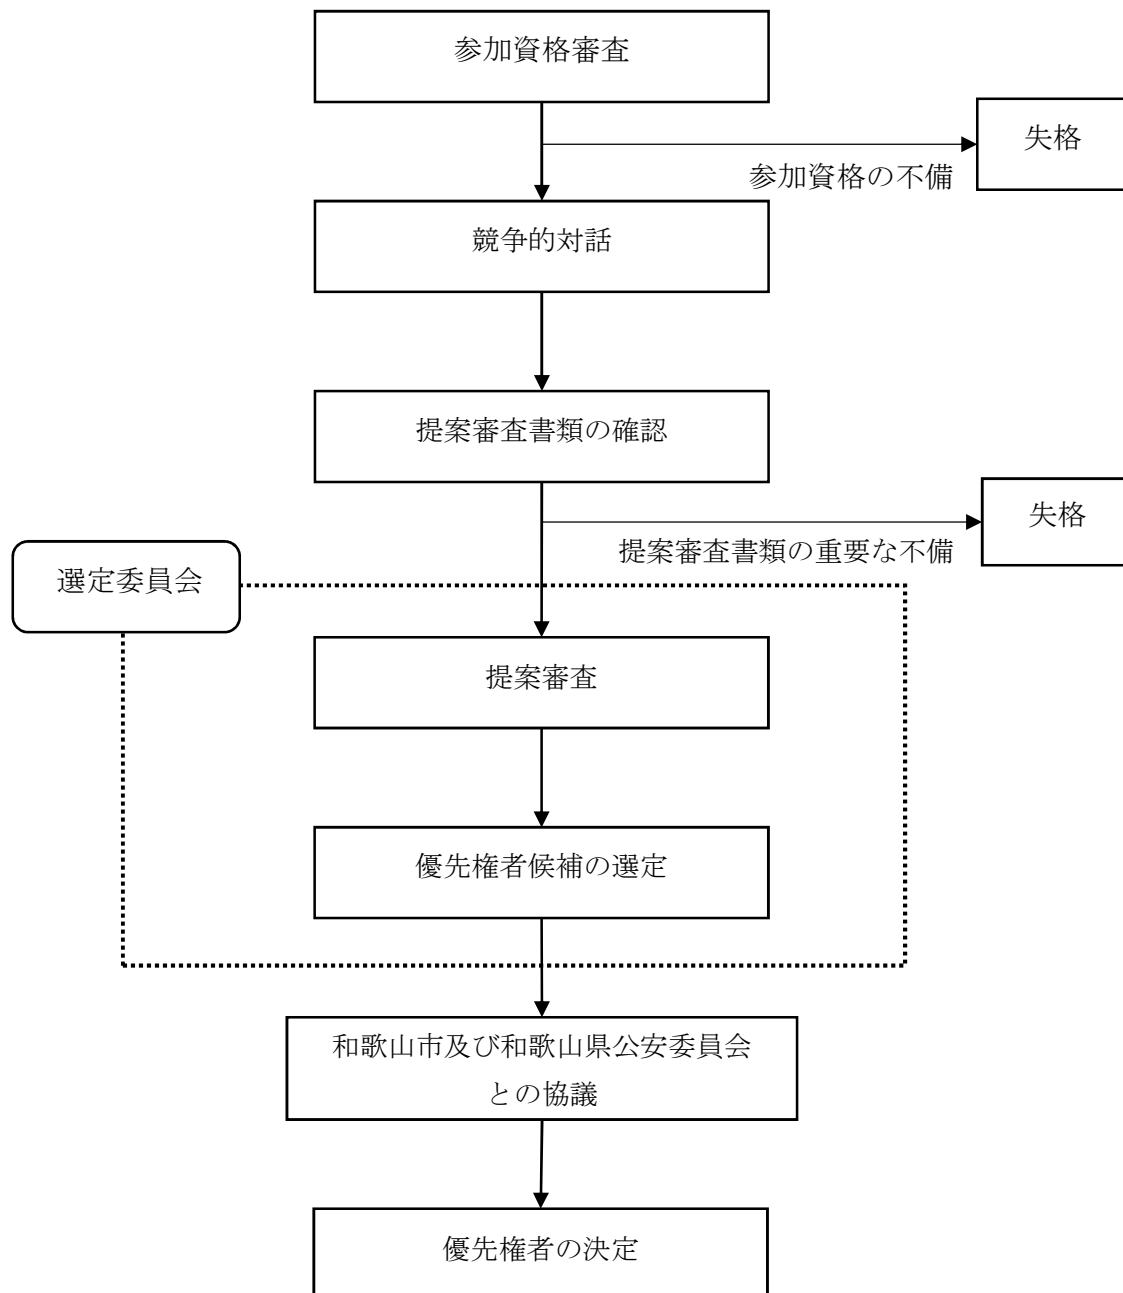 参加資格審査
失格
参加資格の不備
競争的対話
提案審査書類の確認
失格
提案審査書類の重要な不備
選定委員会
提案審査
優先権者候補の選定
和歌山市及び和歌山県公安委員会
との協議
優先権者の決定